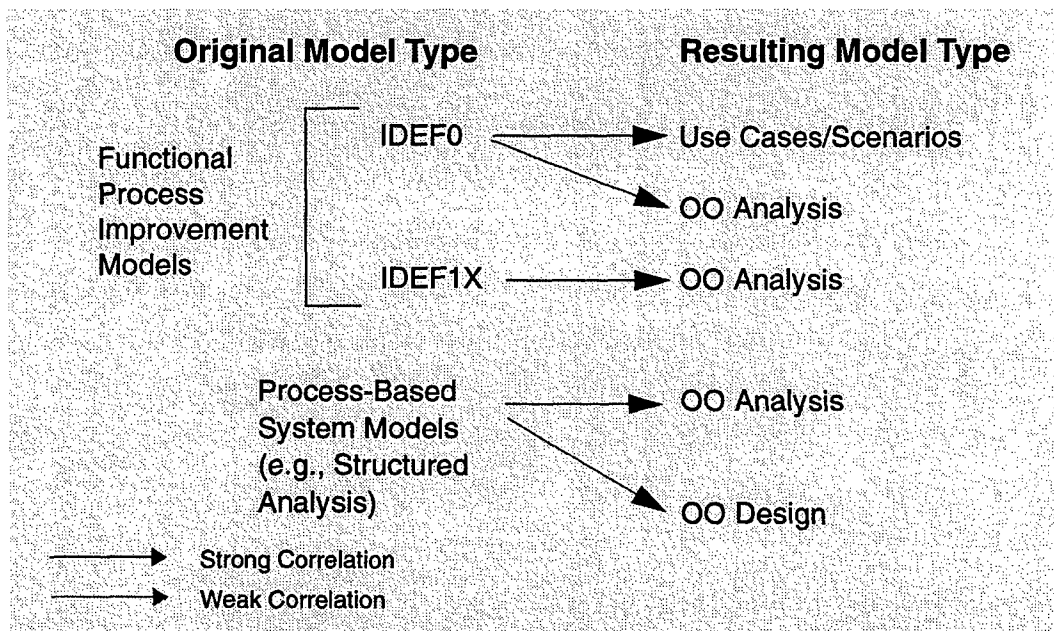 Original Model Type
Resulting Model Type
Functional
Process
Improvement
Models
IDEF0
Use Cases/Scenarios
OO Analysis
IDEF1X
OO Analysis
Process-Based
System Models
(e.g., Structured
Analysis)
OO Analysis
OO Design
Strong Correlation
Weak Correlation